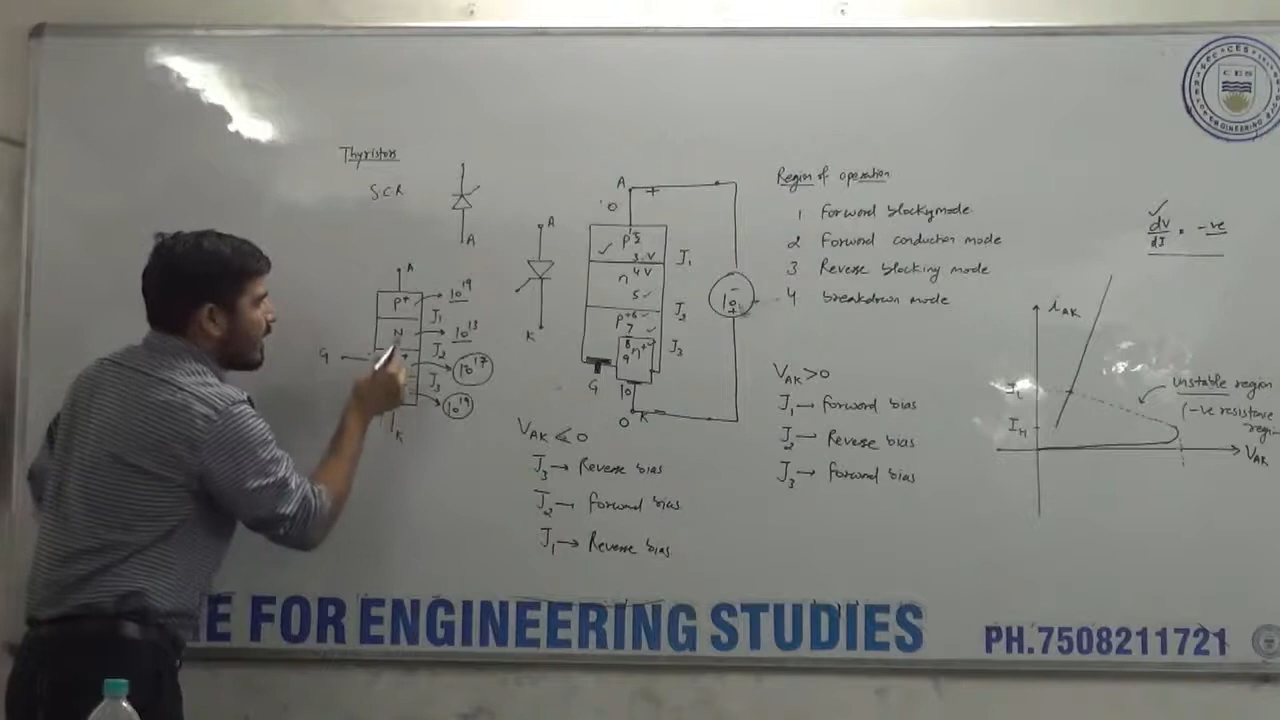 Thyristors
SCR
A
A
P+
10^19
J1
N
10^13
J2
G
10^17
J3
10^19
K
A
K
A
+
J1
n
J2
J3
G
K
VAK < 0
J3 → Reverse bias
J2 → Forward bias
J1 → Reverse bias
Region of operation
1 Forward blocking mode
2 Forward conduction mode
3 Reverse blocking mode
4 breakdown mode
VAK > 0
J1 → forward bias
J2 → Reverse bias
J3 → forward bias
dV/dI = -ve
iAK
IL
IH
unstable region
(-ve resistance
VAK
CES
ENGINEERING
E FOR ENGINEERING STUDIES
PH.7508211721